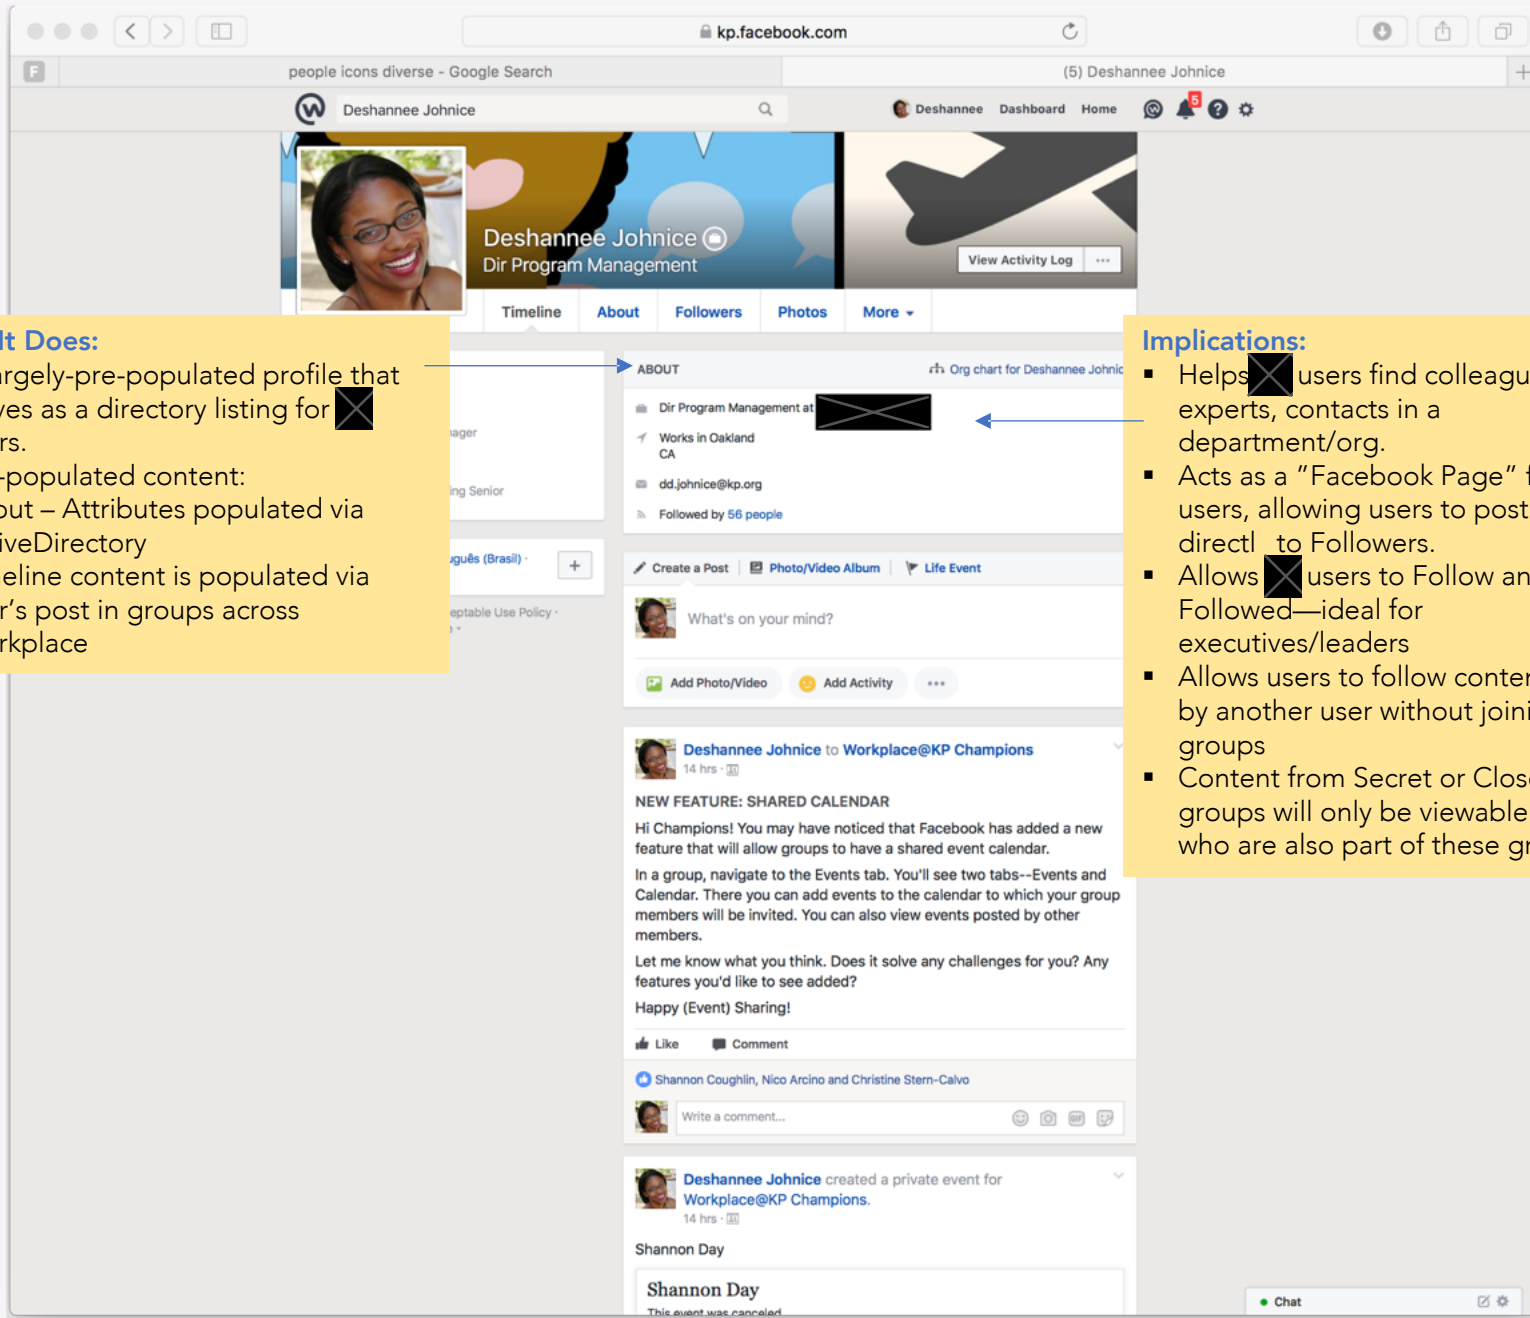 kp.facebook.com
F
people icons diverse - Google Search
(5) Deshannee Johnice
Deshannee Johnice
Deshannee Dashboard Home
5
Deshannee Johnice
Dir Program Management
View Activity Log
Timeline About Followers Photos More
It Does:
argely-pre-populated profile that
ves as a directory listing for
rs.
-populated content:
out – Attributes populated via
iveDirectory
neline content is populated via
r's post in groups across
rkplace
ager
ing Senior
uguês (Brasil) ·
eptable Use Policy ·
ABOUT
Org chart for Deshannee Johnic
Dir Program Management at
Works in Oakland
CA
dd.johnice@kp.org
Followed by 56 people
Create a Post Photo/Video Album Life Event
What's on your mind?
Add Photo/Video Add Activity
Implications:
Helps users find colleagu
experts, contacts in a
department/org.
Acts as a "Facebook Page" f
users, allowing users to post
directl to Followers.
Allows users to Follow an
Followed—ideal for
executives/leaders
Allows users to follow conter
by another user without joini
groups
Content from Secret or Close
groups will only be viewable
who are also part of these gr
Deshannee Johnice to Workplace@KP Champions
14 hrs ·
NEW FEATURE: SHARED CALENDAR
Hi Champions! You may have noticed that Facebook has added a new
feature that will allow groups to have a shared event calendar.
In a group, navigate to the Events tab. You'll see two tabs--Events and
Calendar. There you can add events to the calendar to which your group
members will be invited. You can also view events posted by other
members.
Let me know what you think. Does it solve any challenges for you? Any
features you'd like to see added?
Happy (Event) Sharing!
Like Comment
Shannon Coughlin, Nico Arcino and Christine Stern-Calvo
Write a comment...
GIF
Deshannee Johnice created a private event for
Workplace@KP Champions.
14 hrs ·
Shannon Day
Shannon Day
This event was canceled
Chat